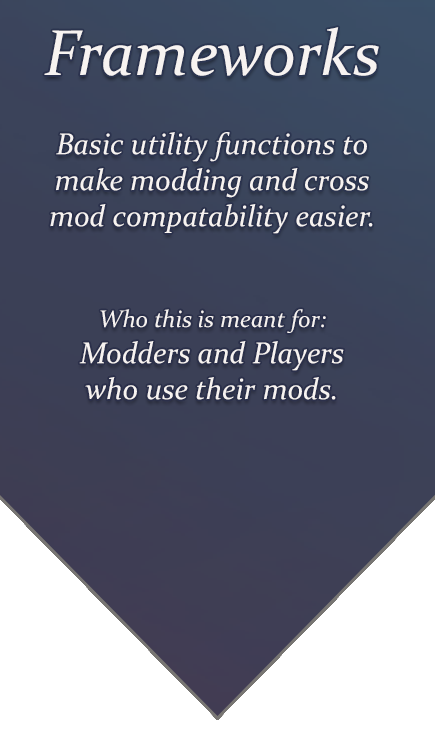 Frameworks
Basic utility functions to
make modding and cross
mod compatability easier.
Who this is meant for:
Modders and Players
who use their mods.